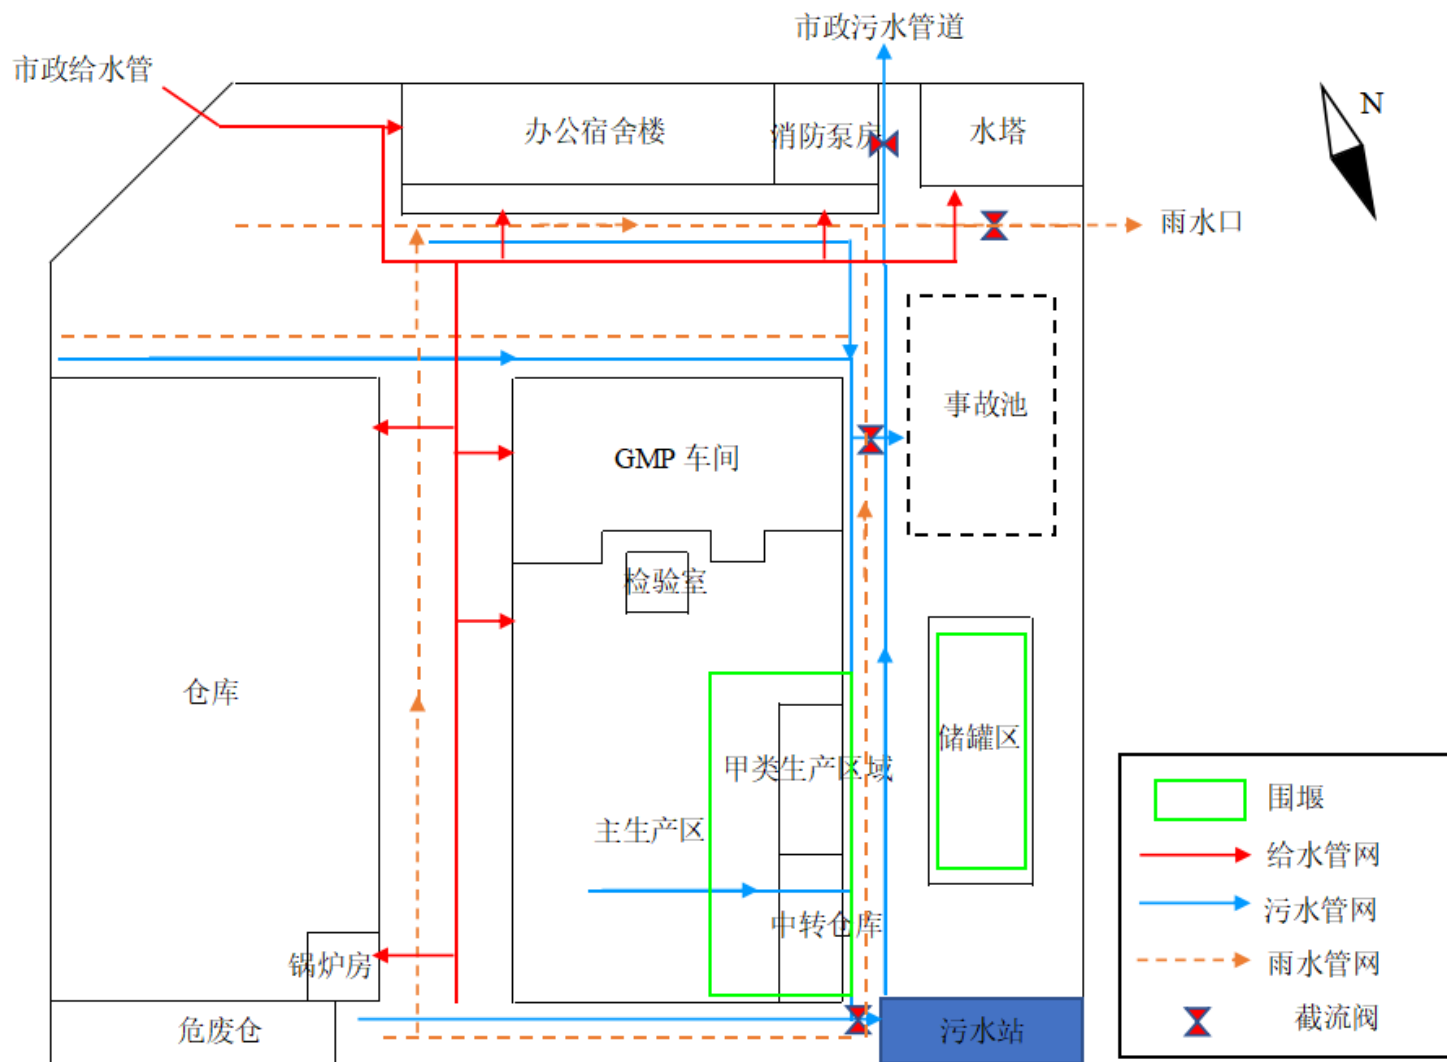 市政污水管道
市政给水管
N
办公宿舍楼
消防泵房
水塔
雨水口
事故池
GMP 车间
检验室
仓库
储罐区
甲类生产区域
主生产区
中转仓库
锅炉房
危废仓
污水站
围堰
给水管网
污水管网
雨水管网
截流阀